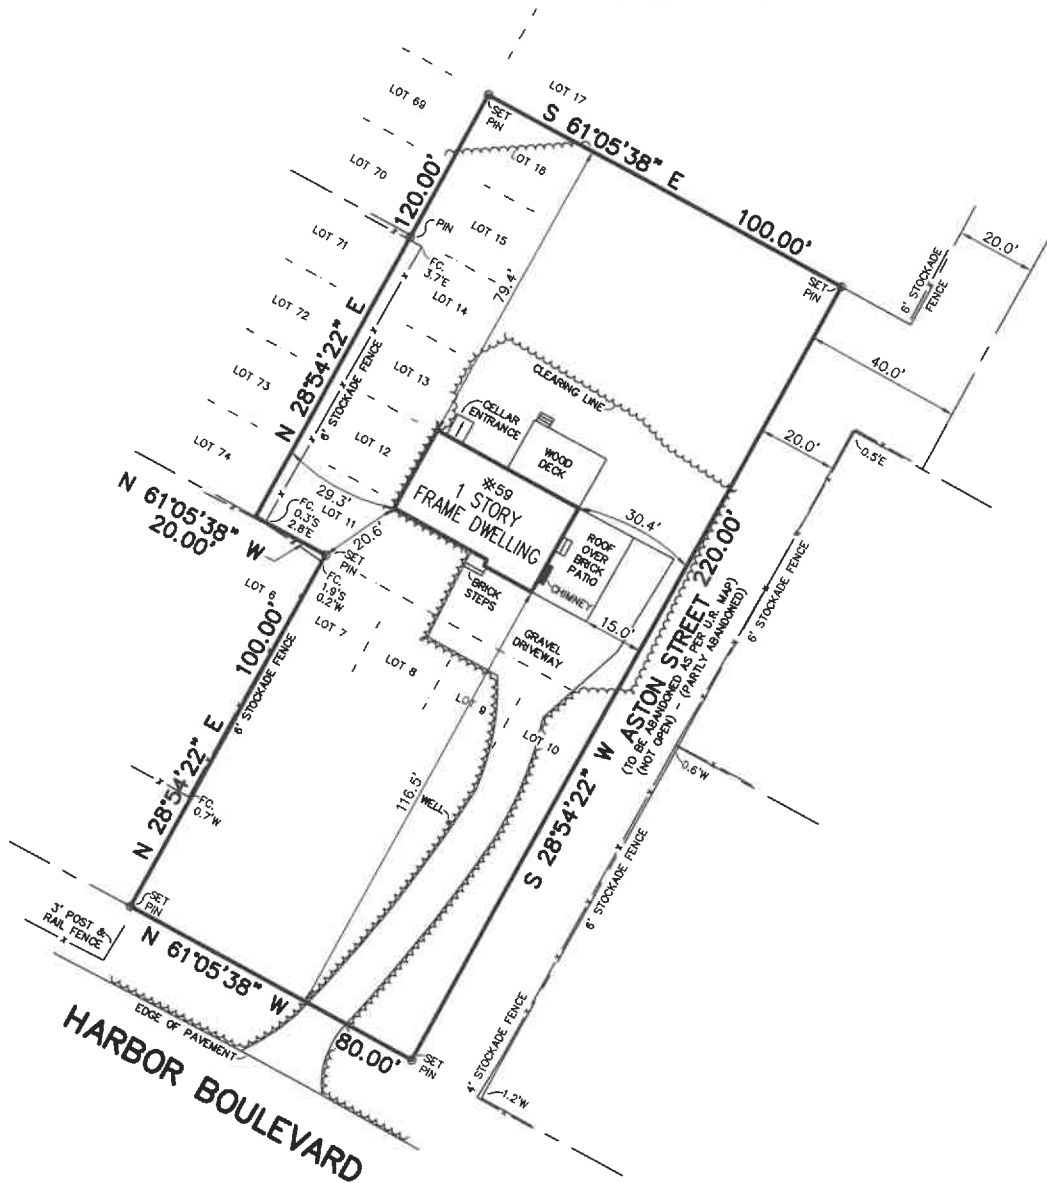 LOT 17
LOT 69
SET
PIN
S 61°05'38" E
LOT 16
LOT 70
120.00'
100.00'
PIN
LOT 15
LOT 71
FC.
3.7'E
79.4'
SET
PIN
6' STOCKADE
FENCE
20.0'
LOT 72
LOT 14
N 28°54'22" E
6' STOCKADE FENCE
40.0'
LOT 73
LOT 13
CLEARING LINE
CELLAR
ENTRANCE
LOT 74
LOT 12
WOOD
DECK
20.0'
0.5'E
N 61°05'38" W
20.00'
29.3'
FC.
0.3'S
2.8'E
LOT 11
※59
1 STORY
FRAME DWELLING
30.4'
20.6'
SET
PIN
ROOF
OVER
BRICK
PATIO
FC.
1.9'S
0.2'W
BRICK
STEPS
CHIMNEY
LOT 6
LOT 7
LOT 8
LOT 9
LOT 10
GRAVEL
DRIVEWAY
15.0'
100.00'
6' STOCKADE FENCE
N 28°54'22" E
S 28°54'22" W
220.00'
ASTON STREET
(TO BE ABANDONED AS PER U.R. MAP)
(NOT OPEN) - (PARTLY ABANDONED)
6' STOCKADE FENCE
0.6'W
116.5'
WELL
FC.
0.7'W
6' STOCKADE FENCE
SET
PIN
3' POST &
RAIL FENCE
N 61°05'38" W
80.00'
SET
PIN
EDGE OF PAVEMENT
4' STOCKADE FENCE
1.2'W
HARBOR BOULEVARD